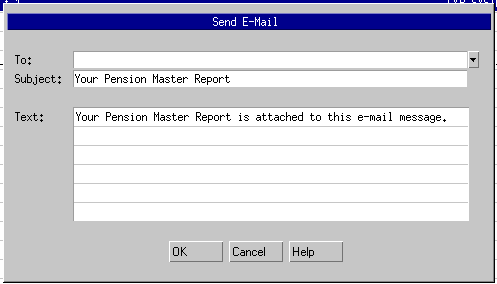 Send E-Mail
To:
Subject: Your Pension Master Report
Text: Your Pension Master Report is attached to this e-mail message.
OK Cancel Help